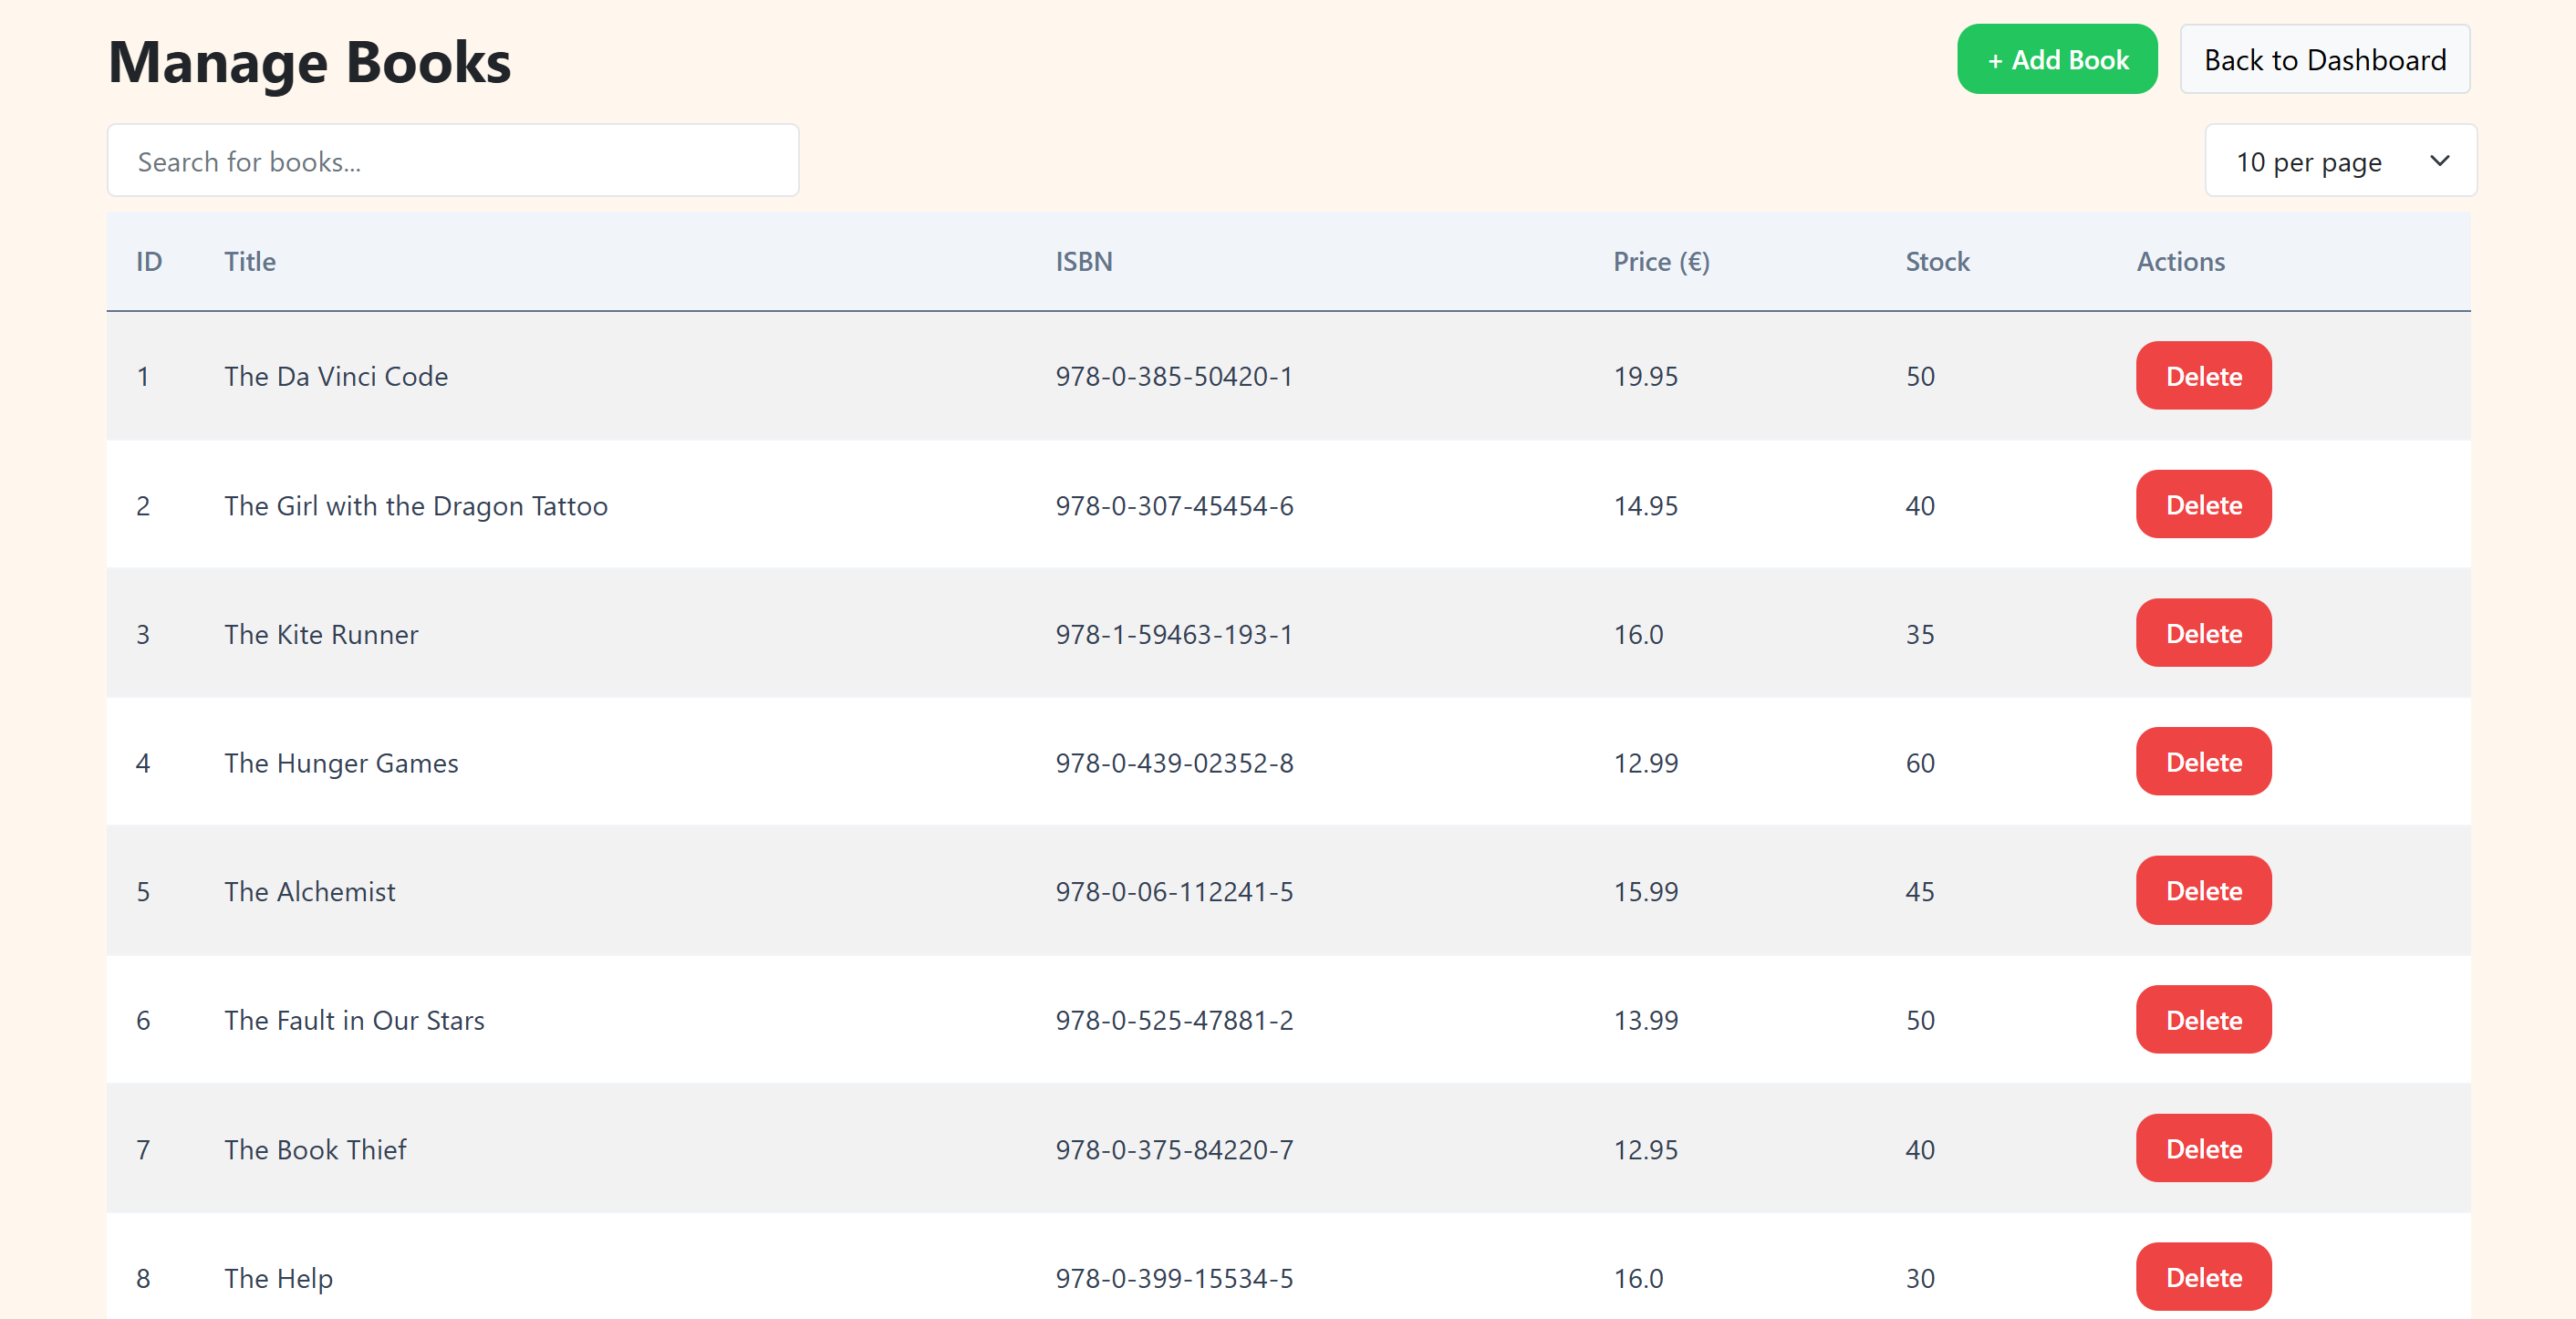 Manage Books
+ Add Book
Back to Dashboard
Search for books...
10 per page
ID Title ISBN Price (€) Stock Actions
1 The Da Vinci Code 978-0-385-50420-1 19.95 50 Delete
2 The Girl with the Dragon Tattoo 978-0-307-45454-6 14.95 40 Delete
3 The Kite Runner 978-1-59463-193-1 16.0 35 Delete
4 The Hunger Games 978-0-439-02352-8 12.99 60 Delete
5 The Alchemist 978-0-06-112241-5 15.99 45 Delete
6 The Fault in Our Stars 978-0-525-47881-2 13.99 50 Delete
7 The Book Thief 978-0-375-84220-7 12.95 40 Delete
8 The Help 978-0-399-15534-5 16.0 30 Delete